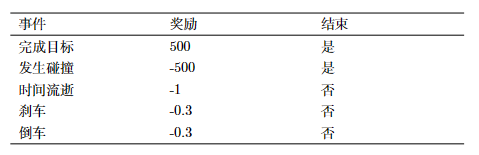 事件 奖励 结束
完成目标 500 是
发生碰撞 -500 是
时间流逝 -1 否
刹车 -0.3 否
倒车 -0.3 否